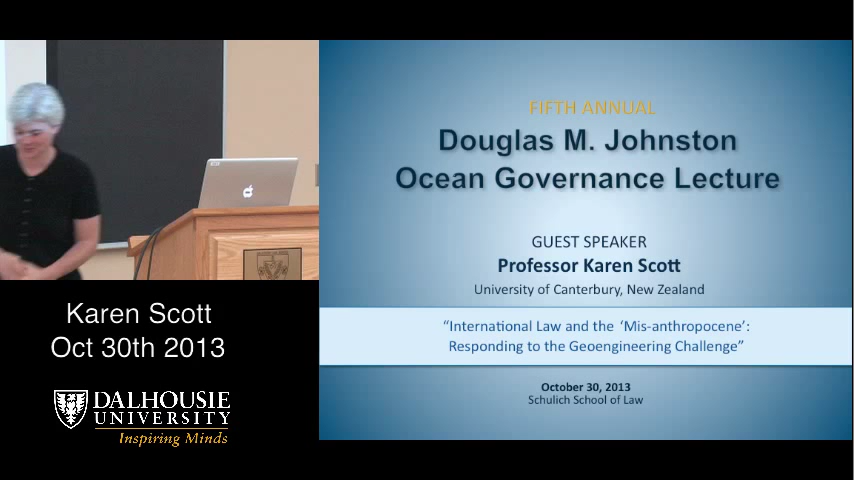 FIFTH ANNUAL
Douglas M. Johnston
Ocean Governance Lecture
GUEST SPEAKER
Professor Karen Scott
University of Canterbury, New Zealand
“International Law and the ‘Mis-anthropocene’:
Responding to the Geoengineering Challenge”
October 30, 2013
Schulich School of Law
Karen Scott
Oct 30th 2013
DALHOUSIE
UNIVERSITY
Inspiring Minds